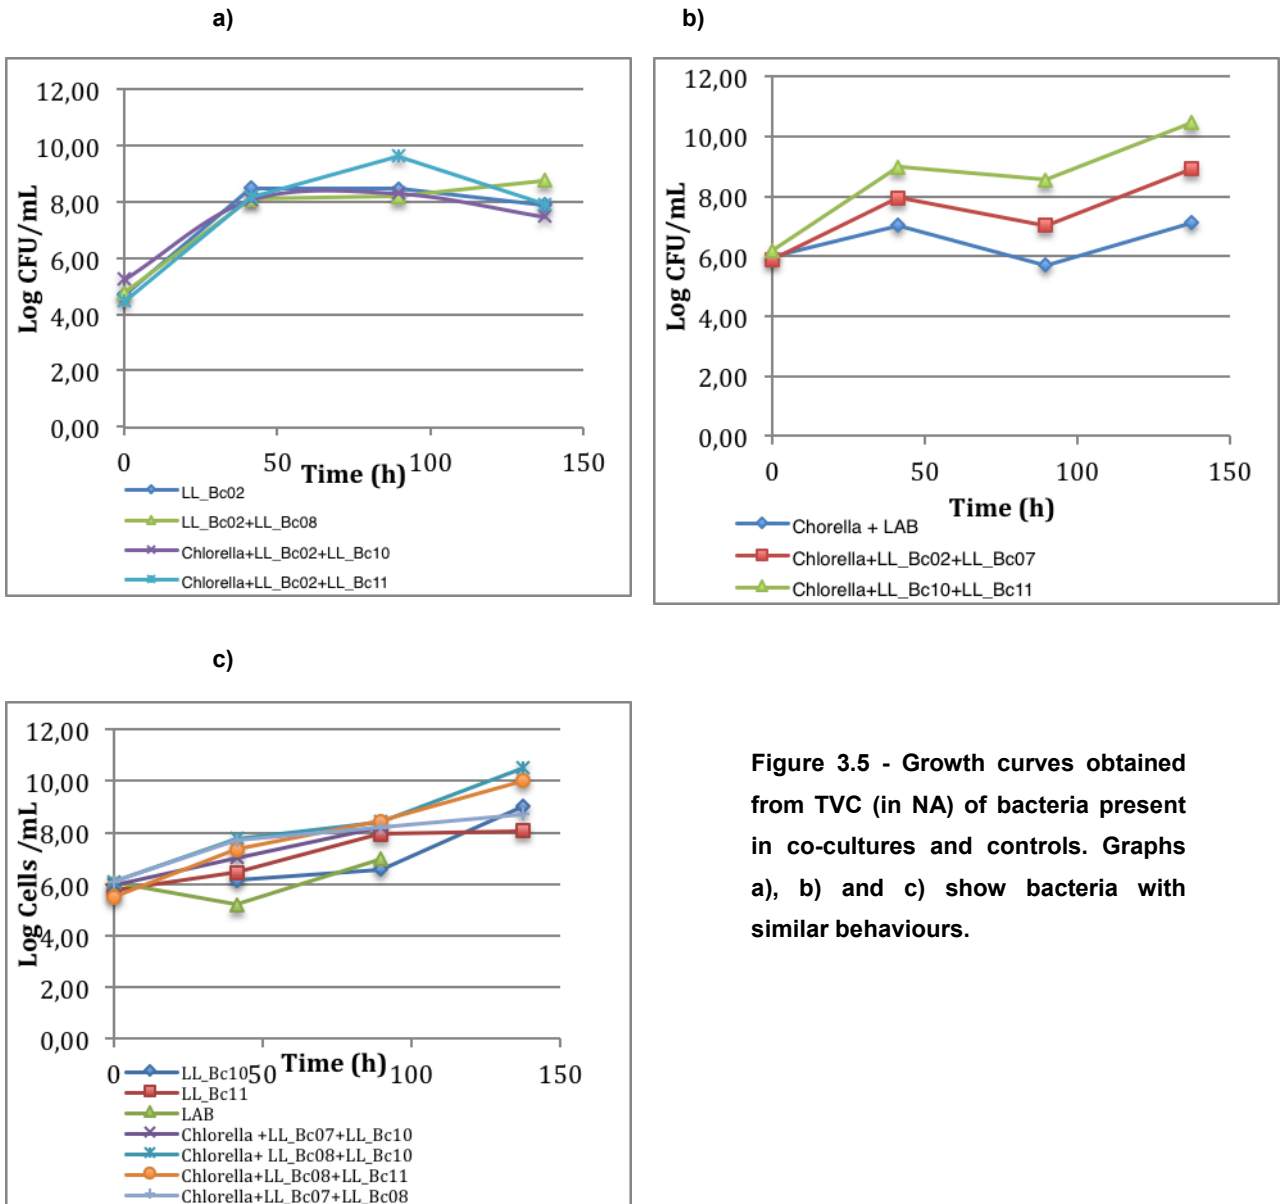 a)
b)
12,00
10,00
8,00
6,00
4,00
2,00
0,00
Log CFU/mL
0 50 100 150
Time (h)
LL_Bc02
LL_Bc02+LL_Bc08
Chlorella+LL_Bc02+LL_Bc10
Chlorella+LL_Bc02+LL_Bc11
12,00
10,00
8,00
6,00
4,00
2,00
0,00
Log CFU/mL
0 50 100 150
Time (h)
Chorella + LAB
Chlorella+LL_Bc02+LL_Bc07
Chlorella+LL_Bc10+LL_Bc11
c)
12,00
10,00
8,00
6,00
4,00
2,00
0,00
Log Cells /mL
0 50 100 150
Time (h)
LL_Bc10
LL_Bc11
LAB
Chlorella +LL_Bc07+LL_Bc10
Chlorella+ LL_Bc08+LL_Bc10
Chlorella+LL_Bc08+LL_Bc11
Chlorella+LL_Bc07+LL_Bc08
Figure 3.5 - Growth curves obtained
from TVC (in NA) of bacteria present
in co-cultures and controls. Graphs
a), b) and c) show bacteria with
similar behaviours.